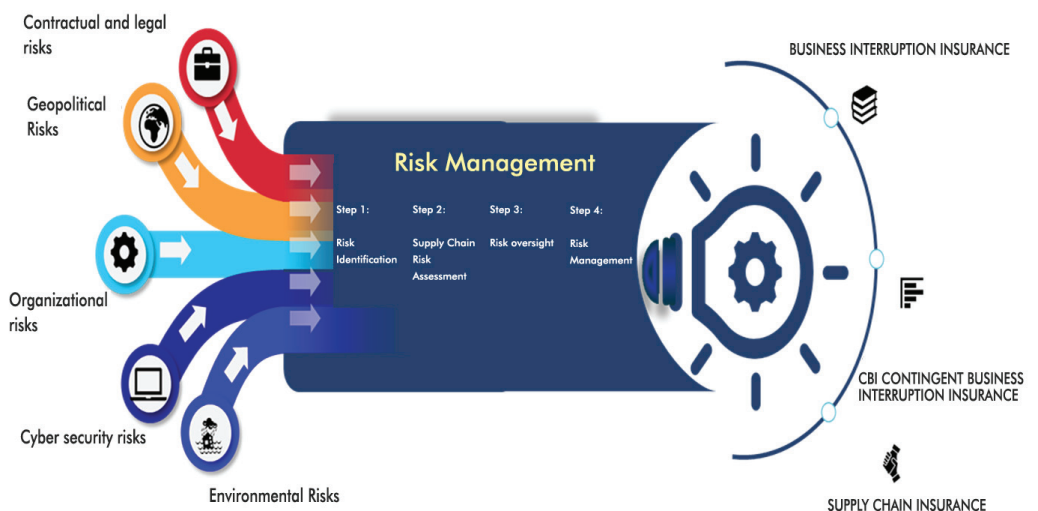 Contractual and legal
risks
Geopolitical
Risks
Organizational
risks
Cyber security risks
Environmental Risks
Risk Management
Step 1:
Risk
Identification
Step 2:
Supply Chain
Risk
Assessment
Step 3:
Risk oversight
Step 4:
Risk
Management
BUSINESS INTERRUPTION INSURANCE
CBI CONTINGENT BUSINESS
INTERRUPTION INSURANCE
SUPPLY CHAIN INSURANCE